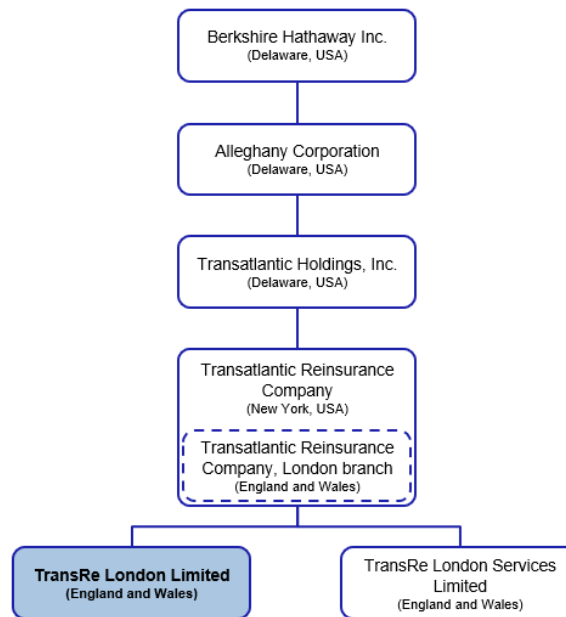 Berkshire Hathaway Inc.
(Delaware, USA)
Alleghany Corporation
(Delaware, USA)
Transatlantic Holdings, Inc.
(Delaware, USA)
Transatlantic Reinsurance
Company
(New York, USA)
Transatlantic Reinsurance
Company, London branch
(England and Wales)
TransRe London Limited
(England and Wales)
TransRe London Services
Limited
(England and Wales)